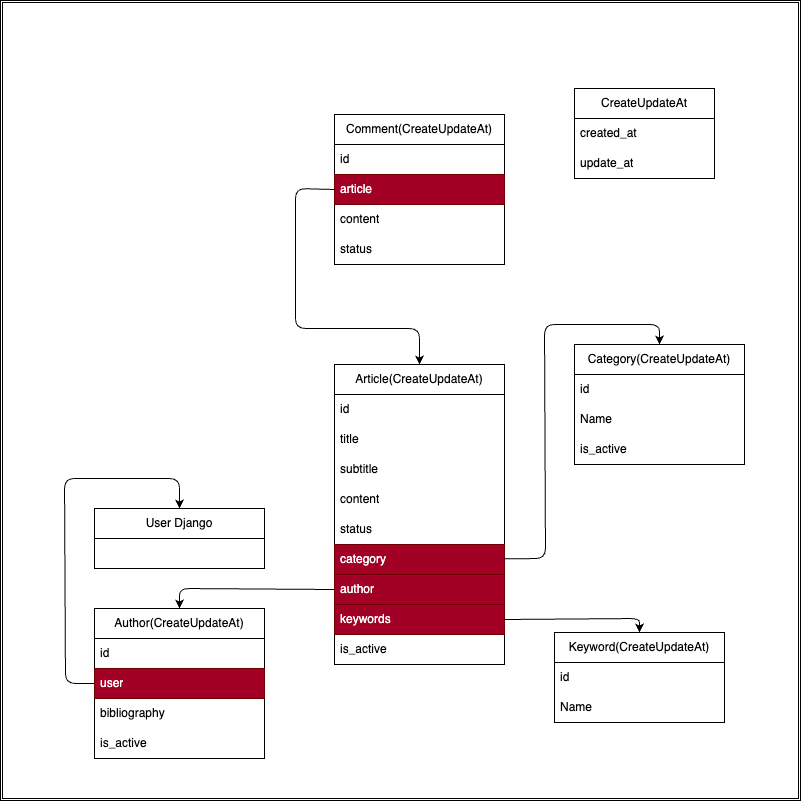 CreateUpdateAt
created_at
update_at
Comment(CreateUpdateAt)
id
article
content
status
Article(CreateUpdateAt)
id
title
subtitle
content
status
category
author
keywords
is_active
Category(CreateUpdateAt)
id
Name
is_active
User Django
Author(CreateUpdateAt)
id
user
bibliography
is_active
Keyword(CreateUpdateAt)
id
Name